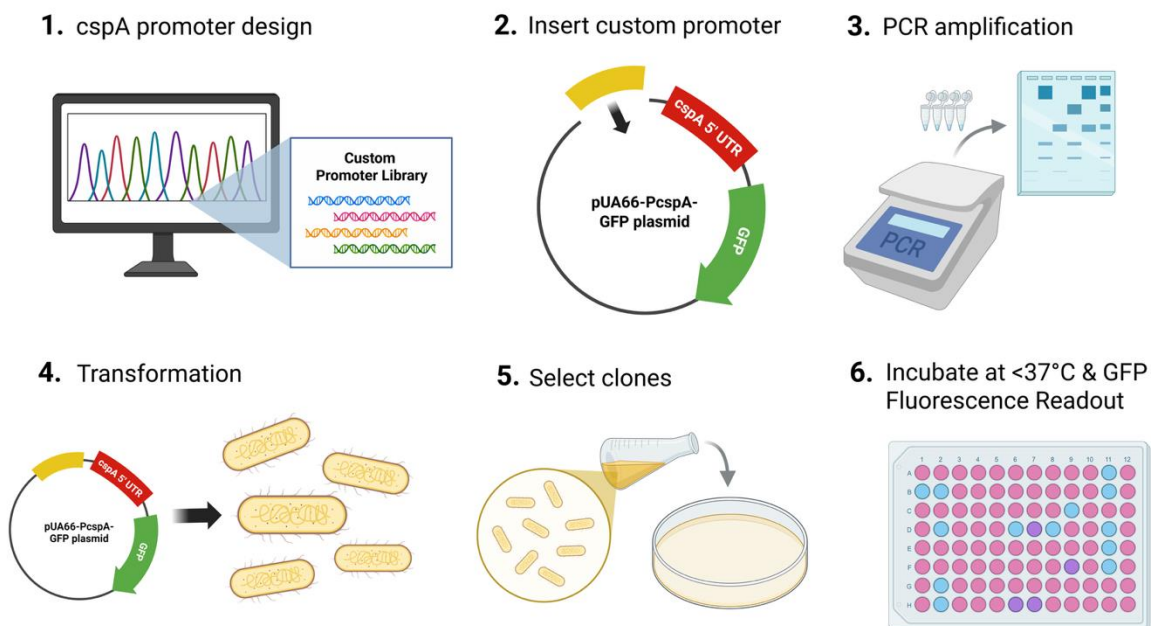 1. cspA promoter design
2. Insert custom promoter
3. PCR amplification
Custom
Promoter Library
cspA 5' UTR
pUA66-PcspA-
GFP plasmid
GFP
PCR
4. Transformation
5. Select clones
6. Incubate at <37°C & GFP
Fluorescence Readout
cspA 5' UTR
pUA66-PcspA-
GFP plasmid
GFP
1 2 3 4 5 6 7 8 9 10 11 12
A
B
C
D
E
F
G
H